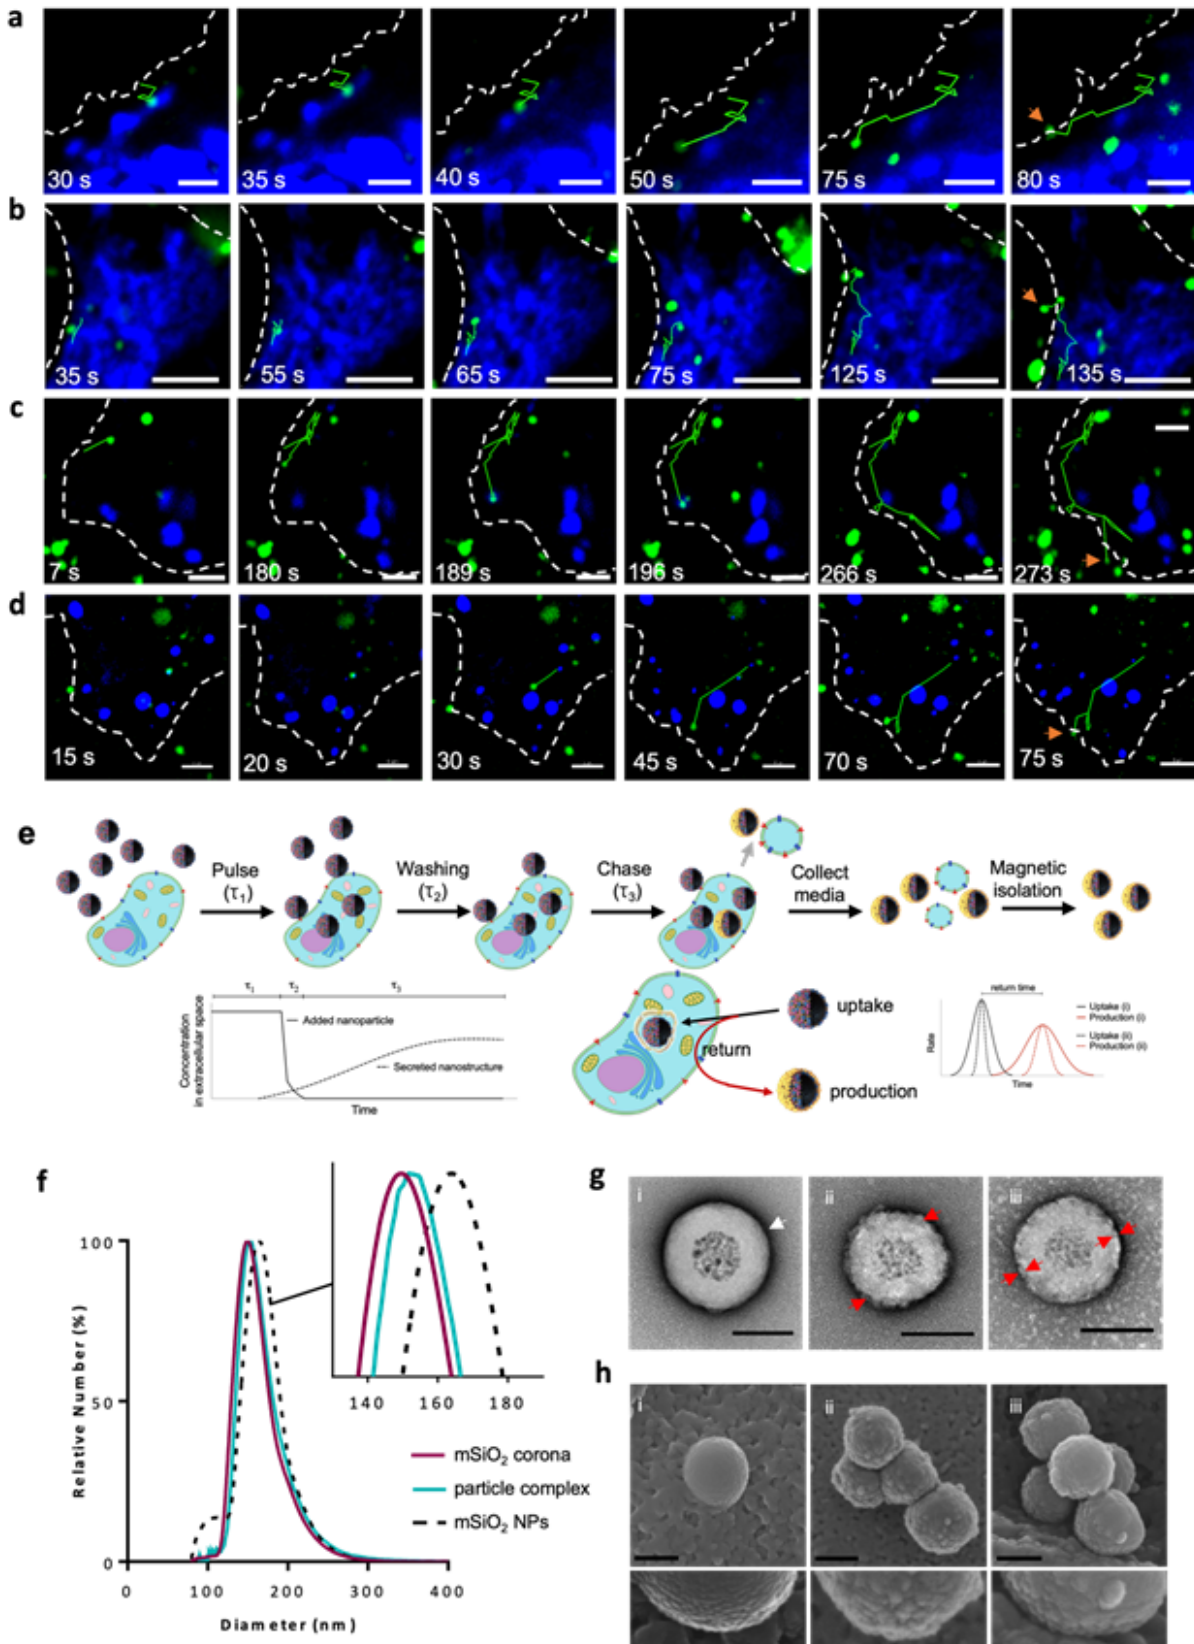 a
30 s
35 s
40 s
50 s
75 s
80 s
b
35 s
55 s
65 s
75 s
125 s
135 s
c
7 s
180 s
189 s
196 s
266 s
273 s
d
15 s
20 s
30 s
45 s
70 s
75 s
e
Pulse
(τ1)
Washing
(τ2)
Chase
(τ3)
Collect
media
Magnetic
isolation
τ1
τ2
τ3
Added nanoparticle
Secreted nanostructure
Concentration
in extracellular space
Time
uptake
return
production
return time
Uptake (i)
Production (i)
Uptake (ii)
Production (ii)
Rate
Time
f
100
50
0
Relative Number (%)
0
100
200
300
400
Diameter (nm)
140
160
180
mSiO₂ corona
particle complex
mSiO₂ NPs
g
i
ii
iii
h
i
ii
iii